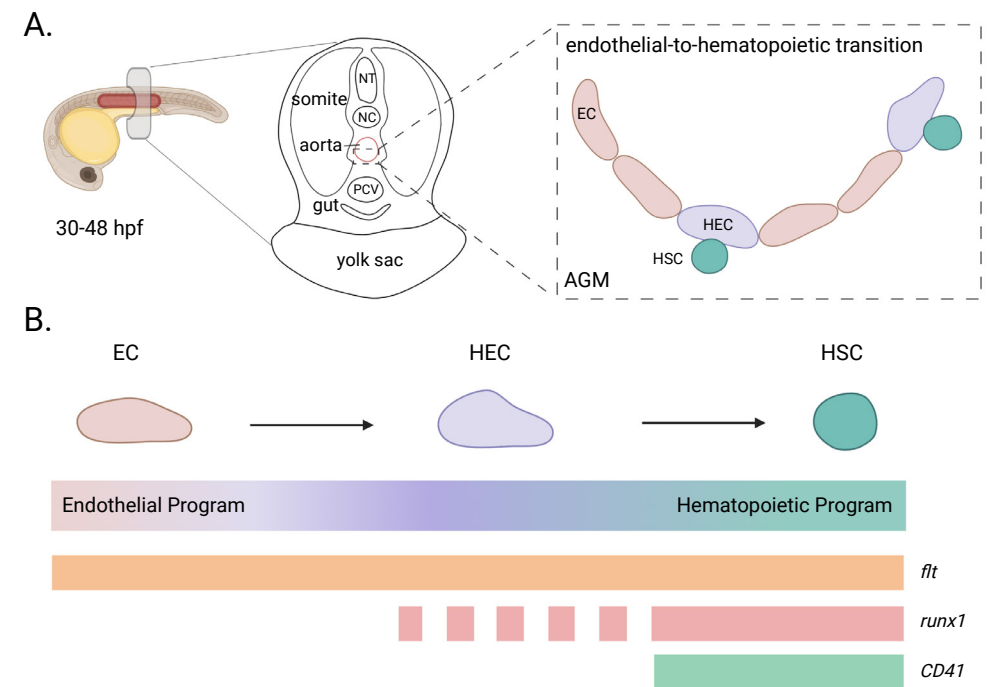 A.
endothelial-to-hematopoietic transition
NT
somite
NC
EC
aorta
PCV
gut
HEC
30-48 hpf
yolk sac
HSC
AGM
B.
EC
HEC
HSC
Endothelial Program
Hematopoietic Program
flt
runx1
CD41